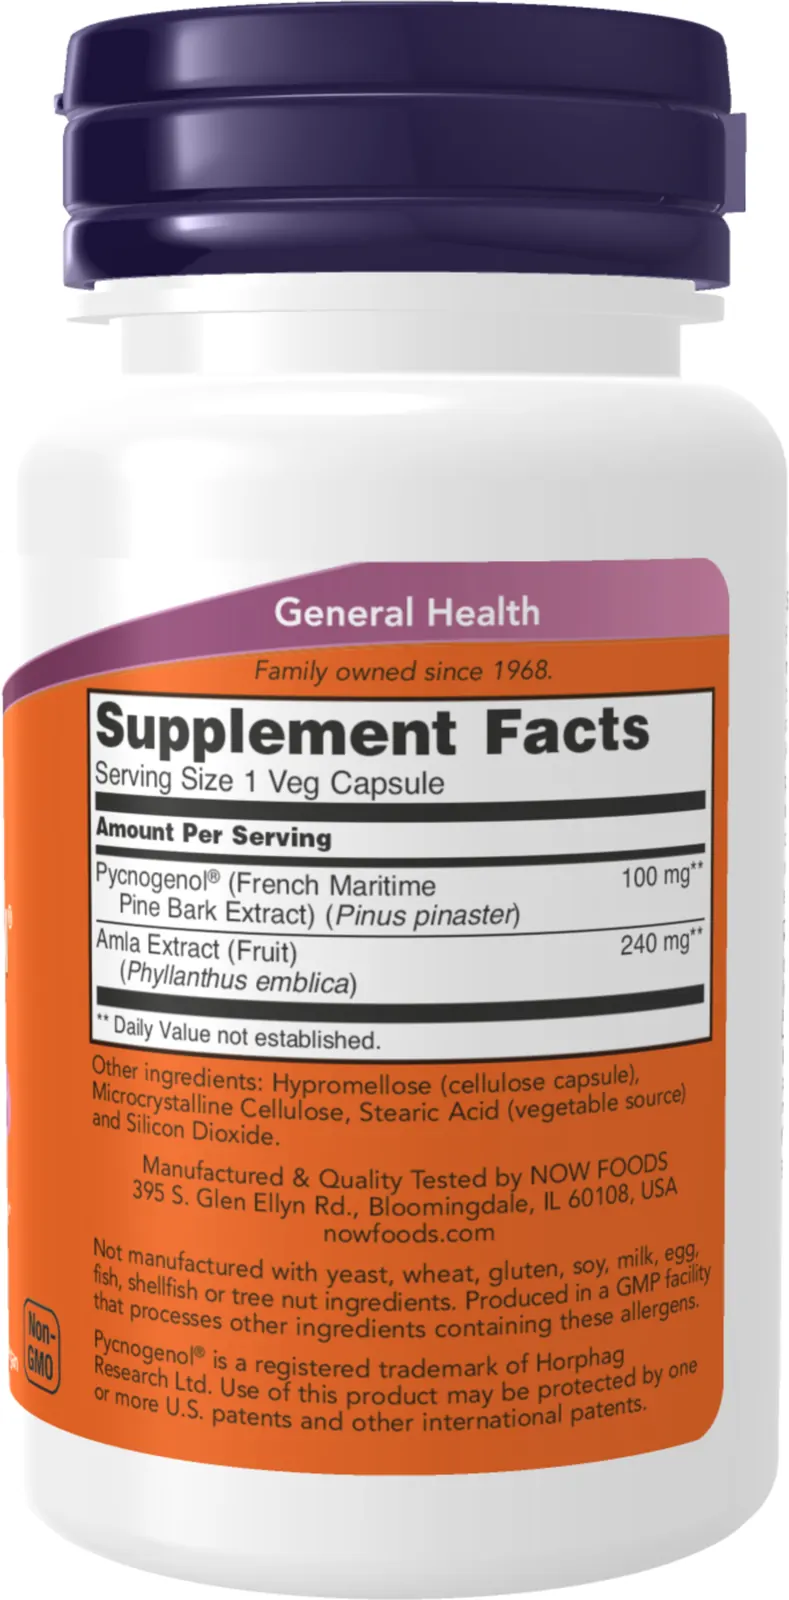 General Health
Family owned since 1968.
Supplement Facts
Serving Size 1 Veg Capsule
Amount Per Serving
Pycnogenol® (French Maritime 100 mg**
Pine Bark Extract) (Pinus pinaster)
Amla Extract (Fruit) 240 mg**
(Phyllanthus emblica)
** Daily Value not established.
Other ingredients: Hypromellose (cellulose capsule),
Microcrystalline Cellulose, Stearic Acid (vegetable source)
and Silicon Dioxide.
Manufactured & Quality Tested by NOW FOODS
395 S. Glen Ellyn Rd., Bloomingdale, IL 60108, USA
nowfoods.com
Not manufactured with yeast, wheat, gluten, soy, milk, egg,
fish, shellfish or tree nut ingredients. Produced in a GMP facility
that processes other ingredients containing these allergens.
Pycnogenol® is a registered trademark of Horphag
Research Ltd. Use of this product may be protected by one
or more U.S. patents and other international patents.
Non-
GMO